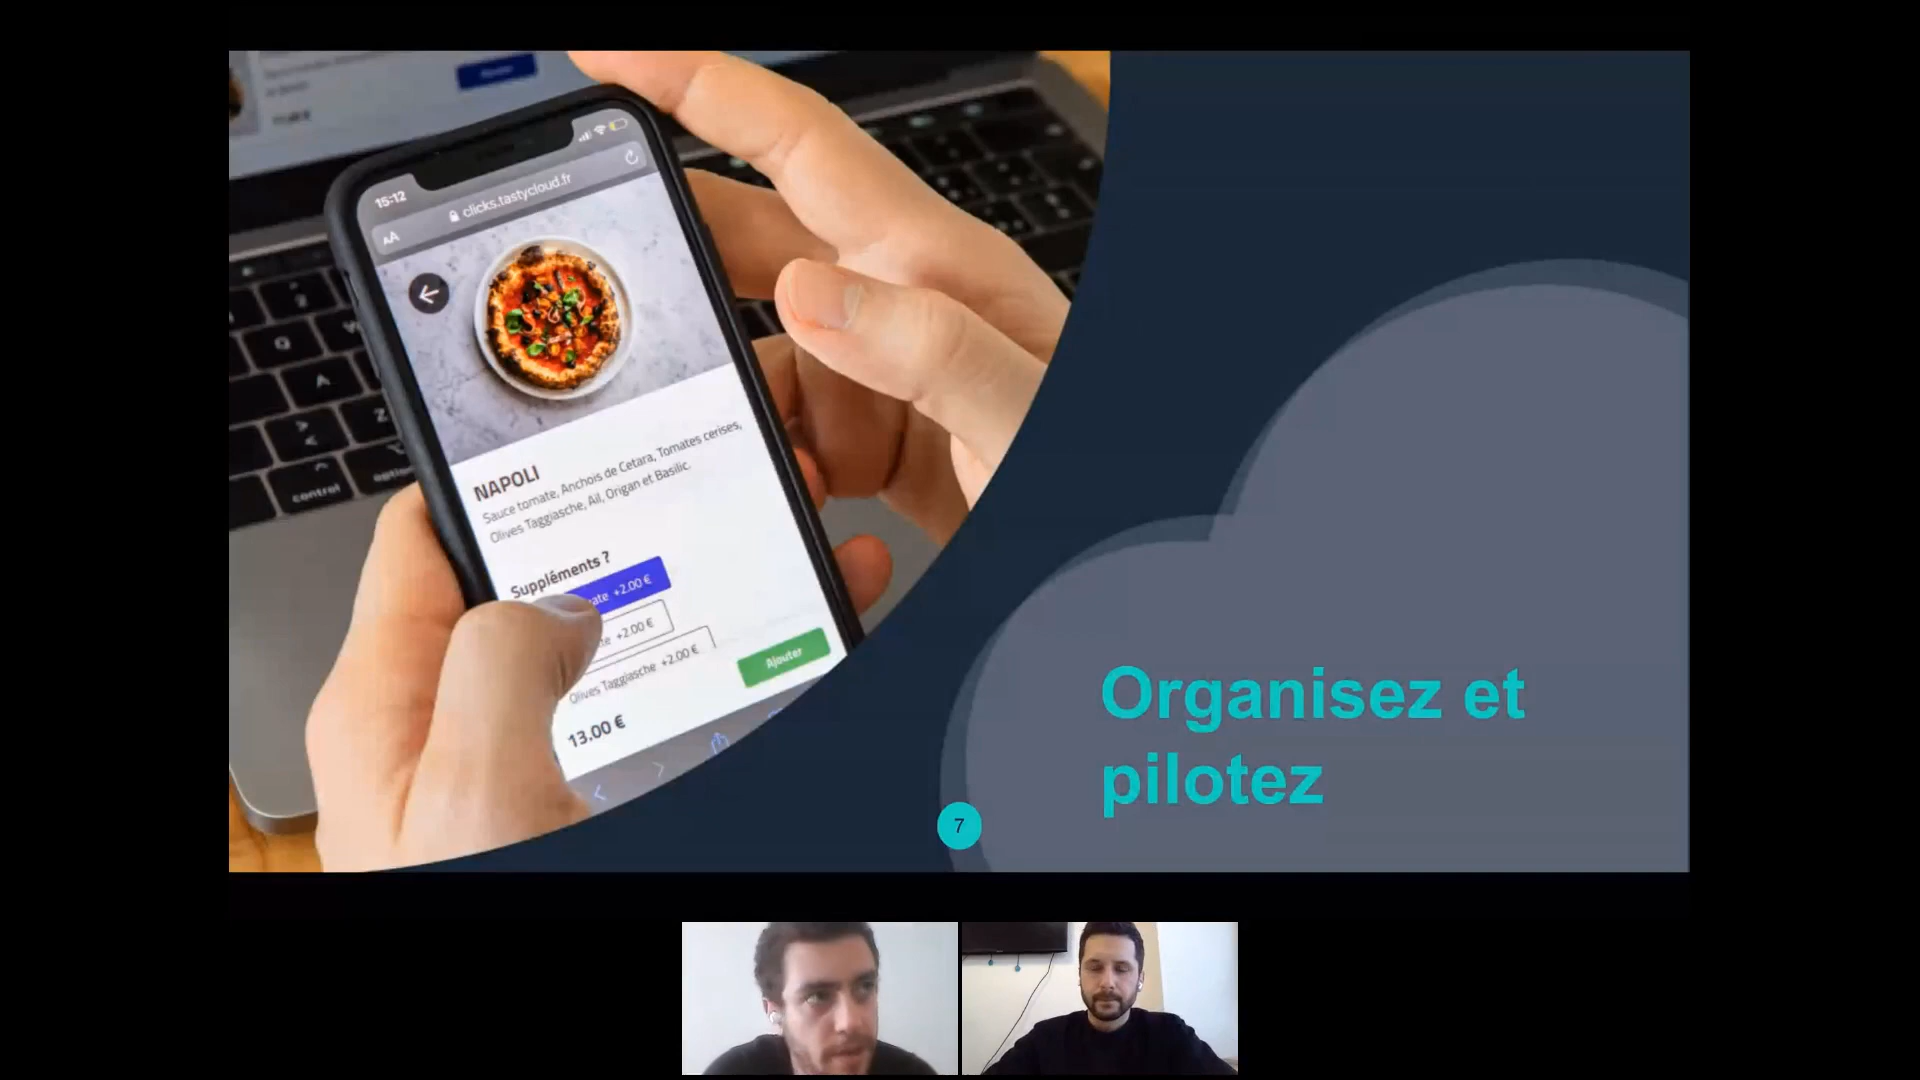 15:12
clicks.tastycloud.fr
AA
NAPOLI
Sauce tomate, Anchois de Cetara, Tomates cerises,
Olives Taggiasche, Ail, Origan et Basilic.
Suppléments ?
+2.00 €
+2.00 €
Olives Taggiasche +2.00 €
Ajouter
13.00 €
Q
A
Z
control
option
Organisez et
pilotez
7